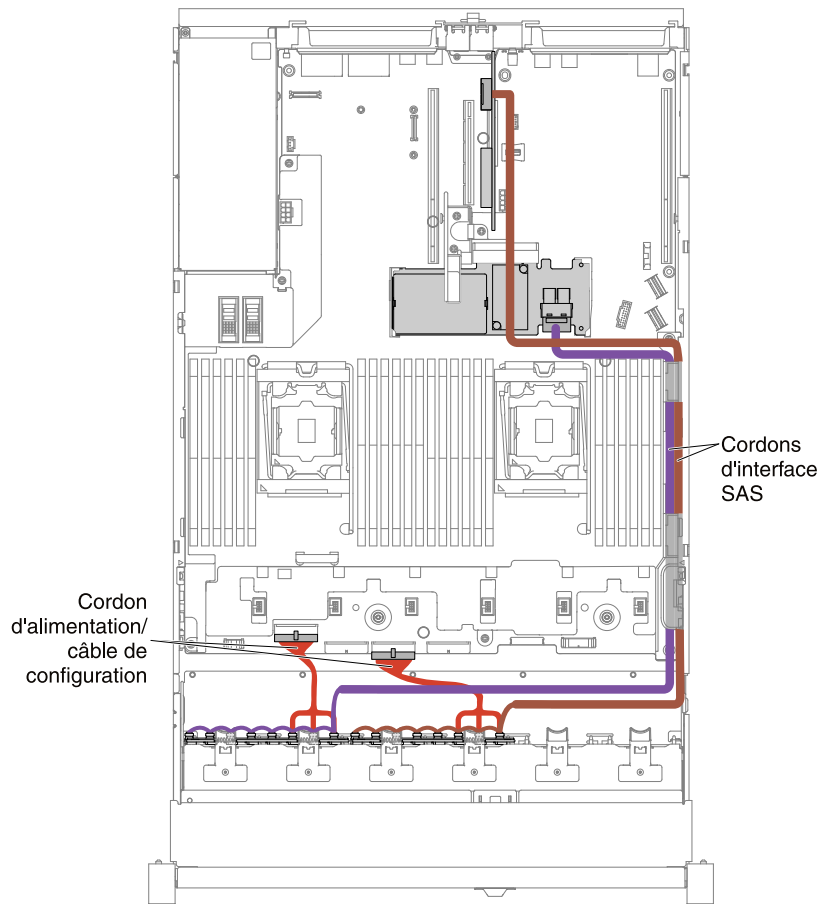 Cordons
d'interface
SAS
Cordon
d'alimentation/
câble de
configuration